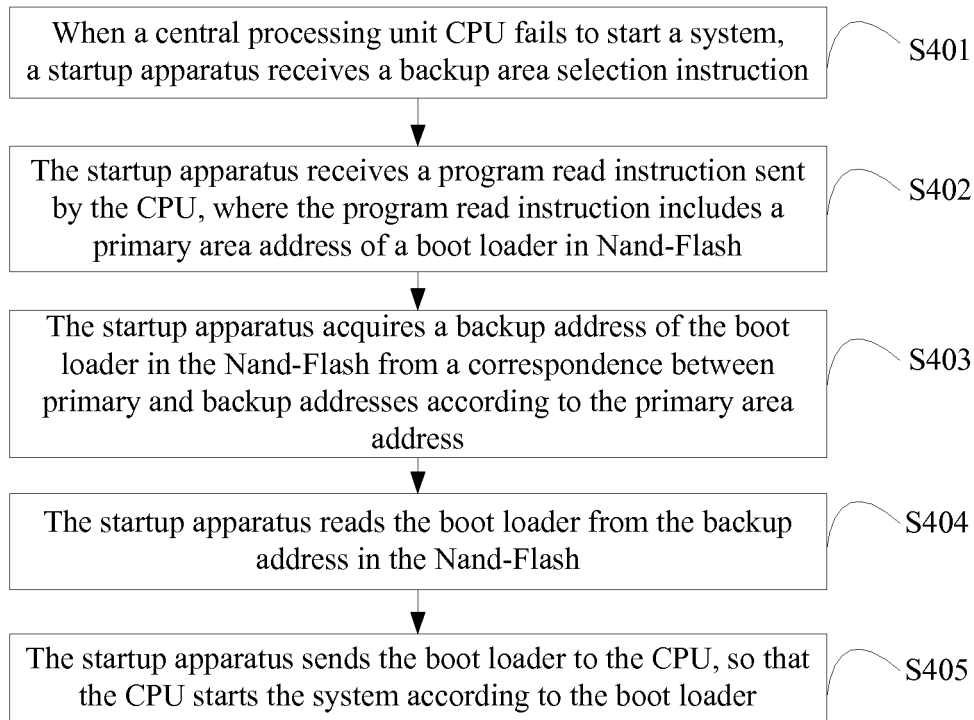 When a central processing unit CPU fails to start a system,
a startup apparatus receives a backup area selection instruction
S401
The startup apparatus receives a program read instruction sent
by the CPU, where the program read instruction includes a
primary area address of a boot loader in Nand-Flash
S402
The startup apparatus acquires a backup address of the boot
loader in the Nand-Flash from a correspondence between
primary and backup addresses according to the primary area
address
S403
The startup apparatus reads the boot loader from the backup
address in the Nand-Flash
S404
The startup apparatus sends the boot loader to the CPU, so that
the CPU starts the system according to the boot loader
S405